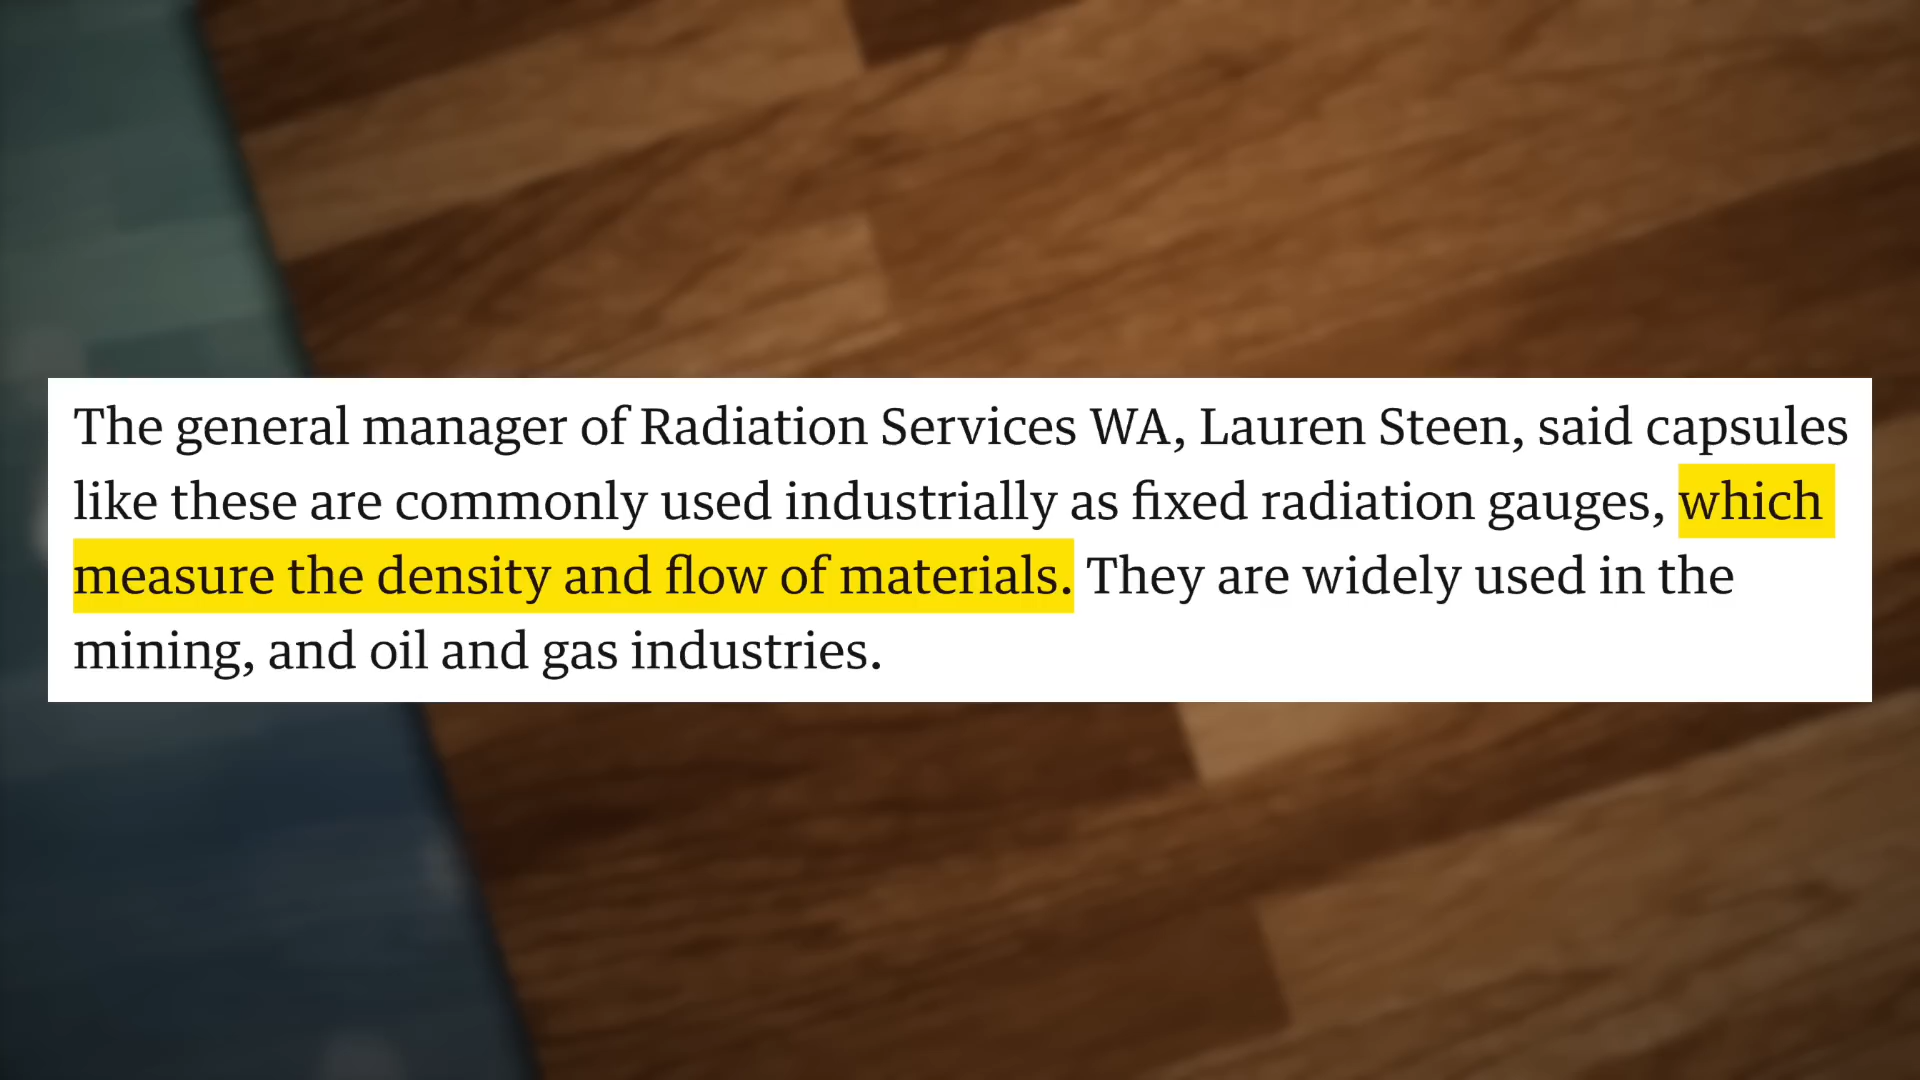 The general manager of Radiation Services WA, Lauren Steen, said capsules
like these are commonly used industrially as fixed radiation gauges, which
measure the density and flow of materials. They are widely used in the
mining, and oil and gas industries.